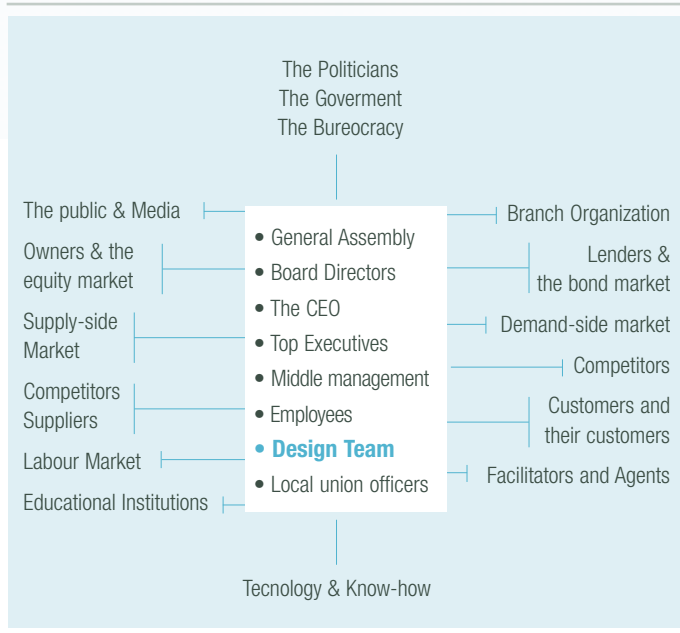 The Politicians
The Goverment
The Bureocracy
The public & Media
Owners & the
equity market
Supply-side
Market
Competitors
Suppliers
Labour Market
Educational Institutions
• General Assembly
• Board Directors
• The CEO
• Top Executives
• Middle management
• Employees
• Design Team
• Local union officers
Branch Organization
Lenders &
the bond market
Demand-side market
Competitors
Customers and
their customers
Facilitators and Agents
Tecnology & Know-how